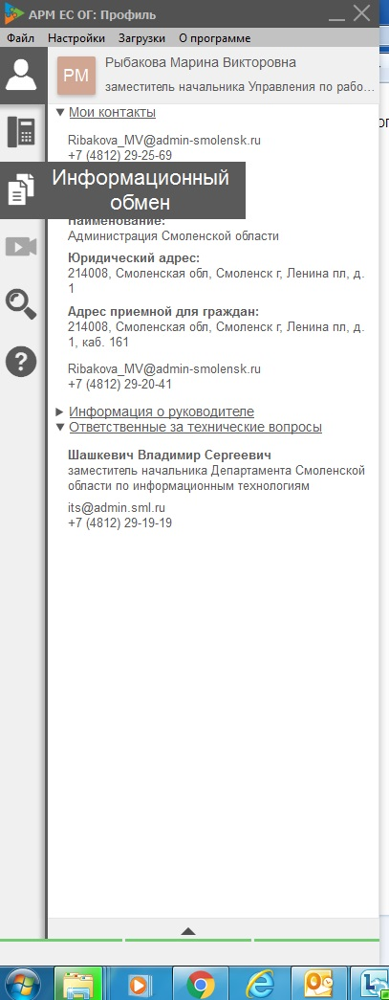 АРМ ЕС ОГ: Профиль
Файл Настройки Загрузки О программе
РМ
Рыбакова Марина Викторовна
заместитель начальника Управления по рабо...
Мои контакты
Ribakova_MV@admin-smolensk.ru
+7 (4812) 29-25-69
Информационный
обмен
Наименование:
Администрация Смоленской области
Юридический адрес:
214008, Смоленская обл, Смоленск г, Ленина пл, д.
1
Адрес приемной для граждан:
214008, Смоленская обл, Смоленск г, Ленина пл, д.
1, каб. 161
Ribakova_MV@admin-smolensk.ru
+7 (4812) 29-20-41
Информация о руководителе
Ответственные за технические вопросы
Шашкевич Владимир Сергеевич
заместитель начальника Департамента Смоленской
области по информационным технологиям
its@admin.sml.ru
+7 (4812) 29-19-19